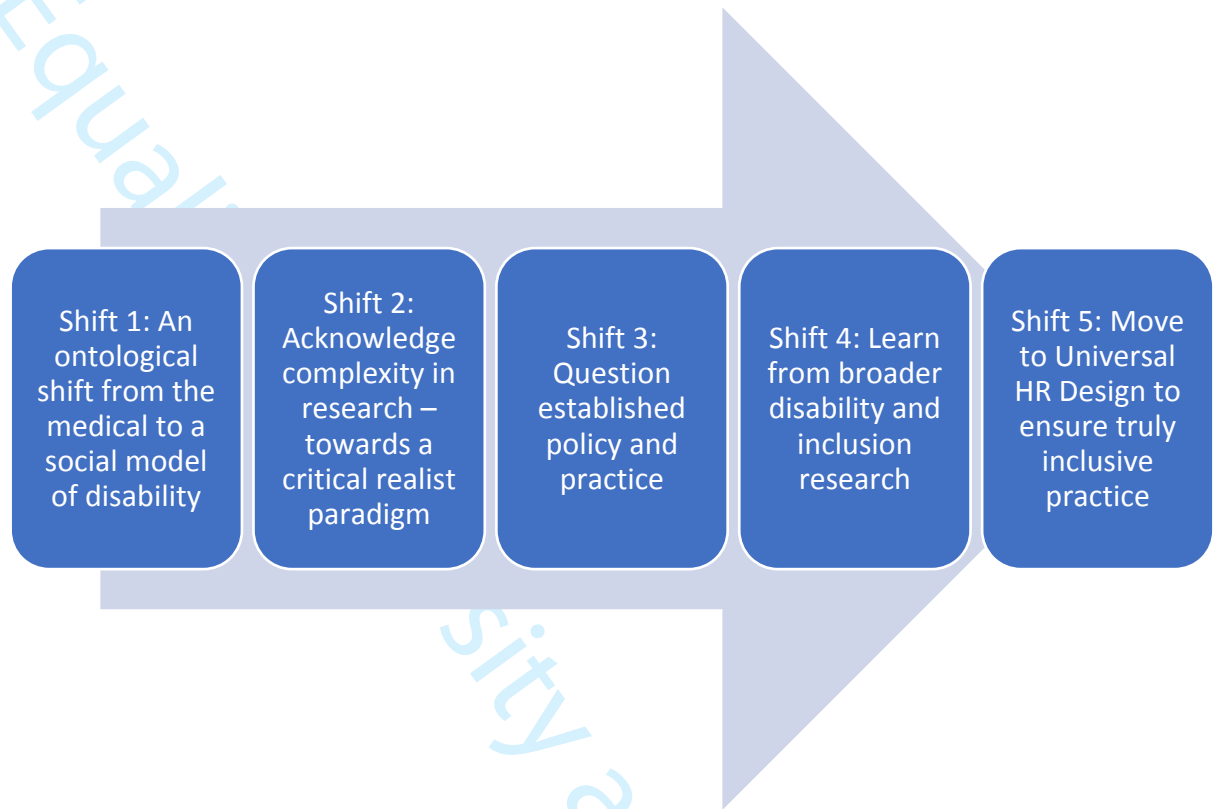 Equali
Shift 1: An
ontological
shift from the
medical to a
social model
of disability
Shift 2:
Acknowledge
complexity in
research –
towards a
critical realist
paradigm
Shift 3:
Question
established
policy and
practice
Shift 4: Learn
from broader
disability and
inclusion
research
Shift 5: Move
to Universal
HR Design to
ensure truly
inclusive
practice
sity a